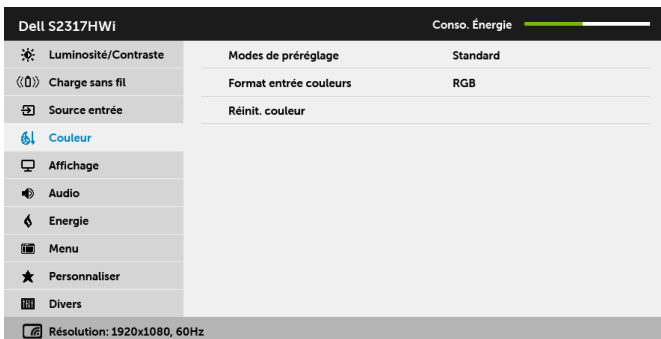 Dell S2317HWi
Conso. Énergie
Luminosité/Contraste
Modes de préréglage
Standard
Charge sans fil
Format entrée couleurs
RGB
Source entrée
Réinit. couleur
Couleur
Affichage
Audio
Energie
Menu
Personnaliser
Divers
Résolution: 1920x1080, 60Hz